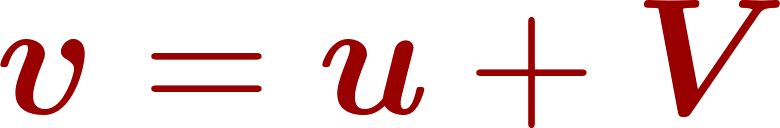 v = u + V